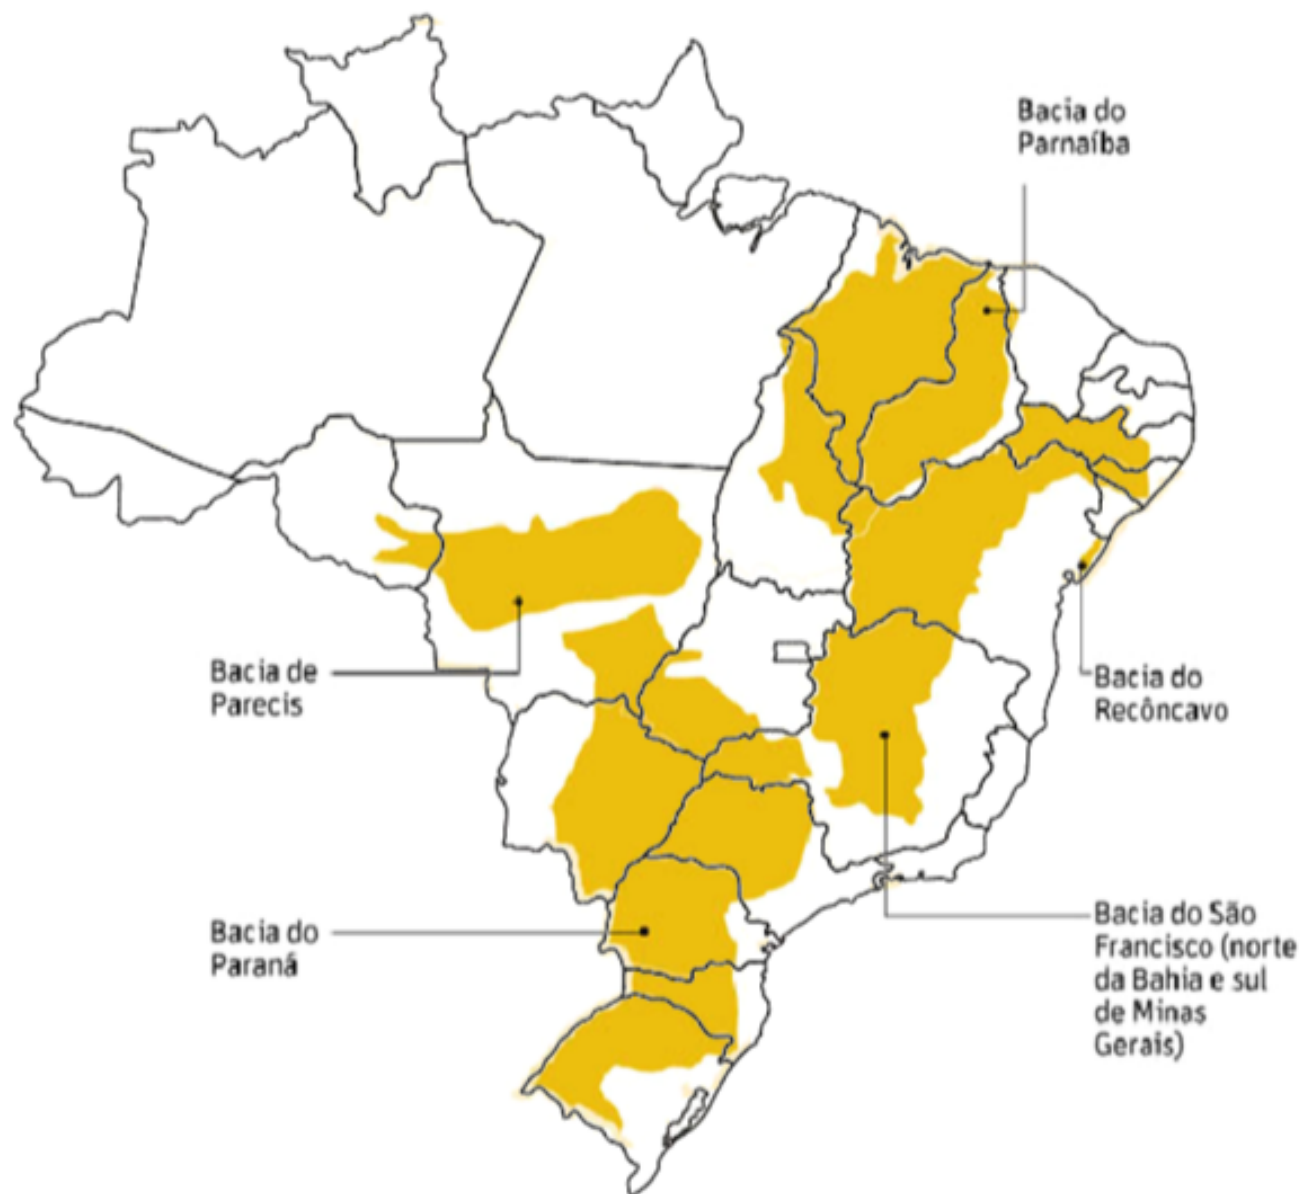 Bacia do
Parnaíba
Bacia de
Parecis
Bacia do
Recôncavo
Bacia do
Paraná
Bacia do São
Francisco (norte
da Bahia e sul
de Minas
Gerais)